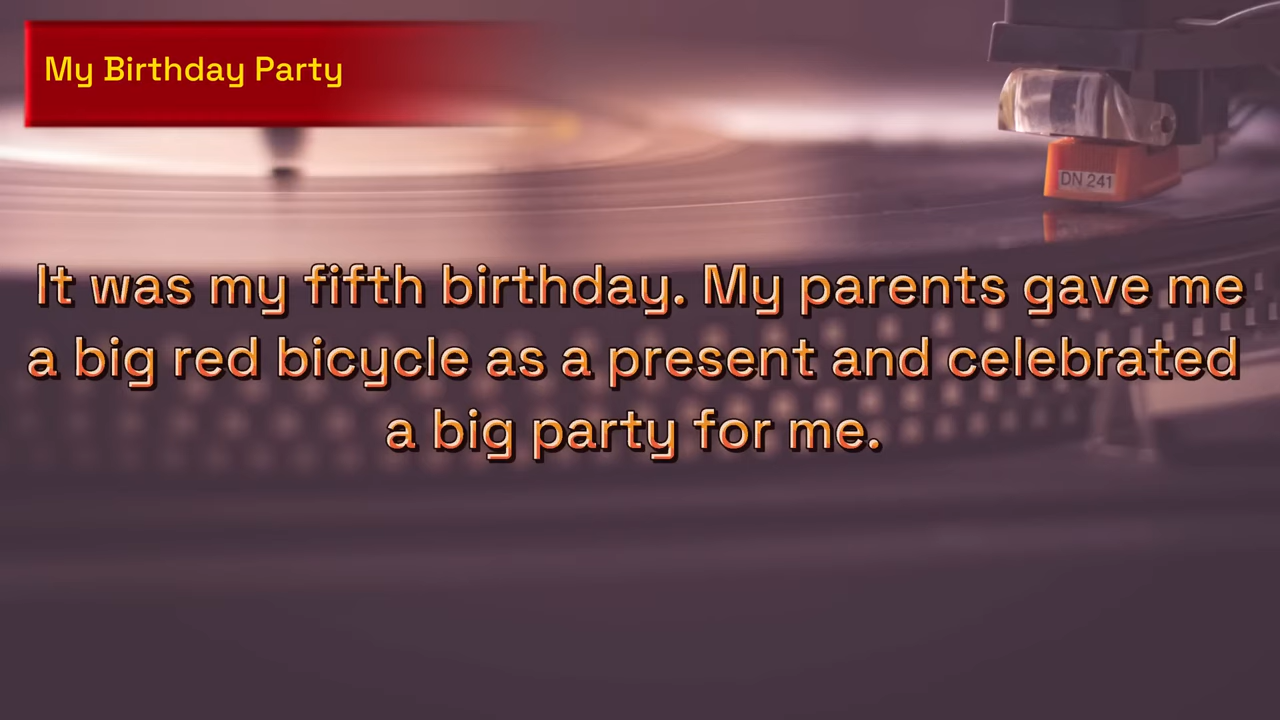 My Birthday Party
DN 241
It was my fifth birthday. My parents gave me
a big red bicycle as a present and celebrated
a big party for me.